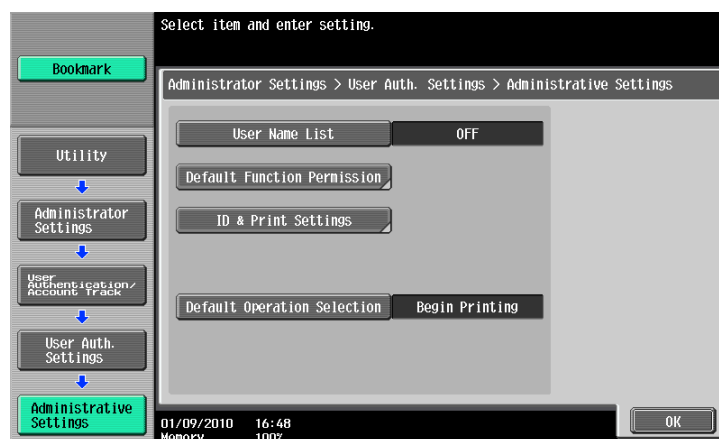 Select item and enter setting.
Bookmark
Administrator Settings > User Auth. Settings > Administrative Settings
User Name List
OFF
Default Function Permission
ID & Print Settings
Default Operation Selection
Begin Printing
Utility
Administrator
Settings
User
Authentication/
Account Track
User Auth.
Settings
Administrative
Settings
01/09/2010 16:48
Memory 100%
OK